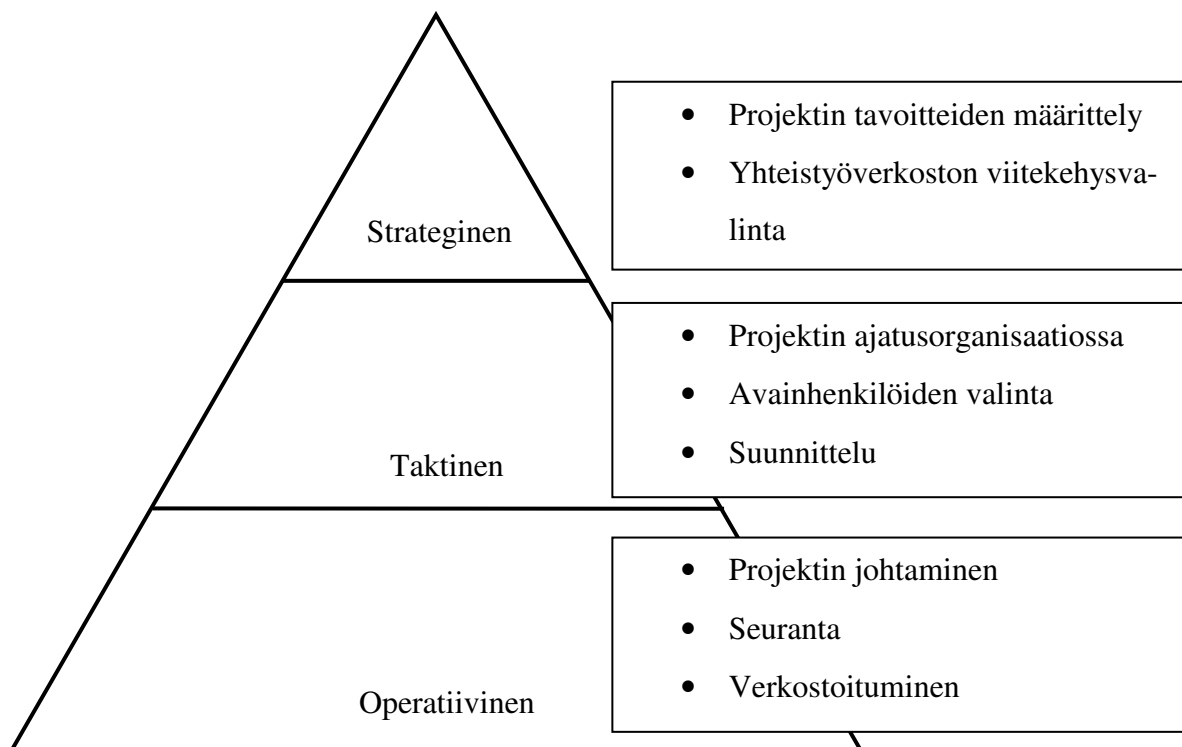 • Projektin tavoitteiden määrittely
• Yhteistyöverkoston viitekehysva-
linta
Strateginen
• Projektin ajatusorganisaatiossa
• Avainhenkilöiden valinta
• Suunnittelu
Taktinen
• Projektin johtaminen
• Seuranta
• Verkostoituminen
Operatiivinen